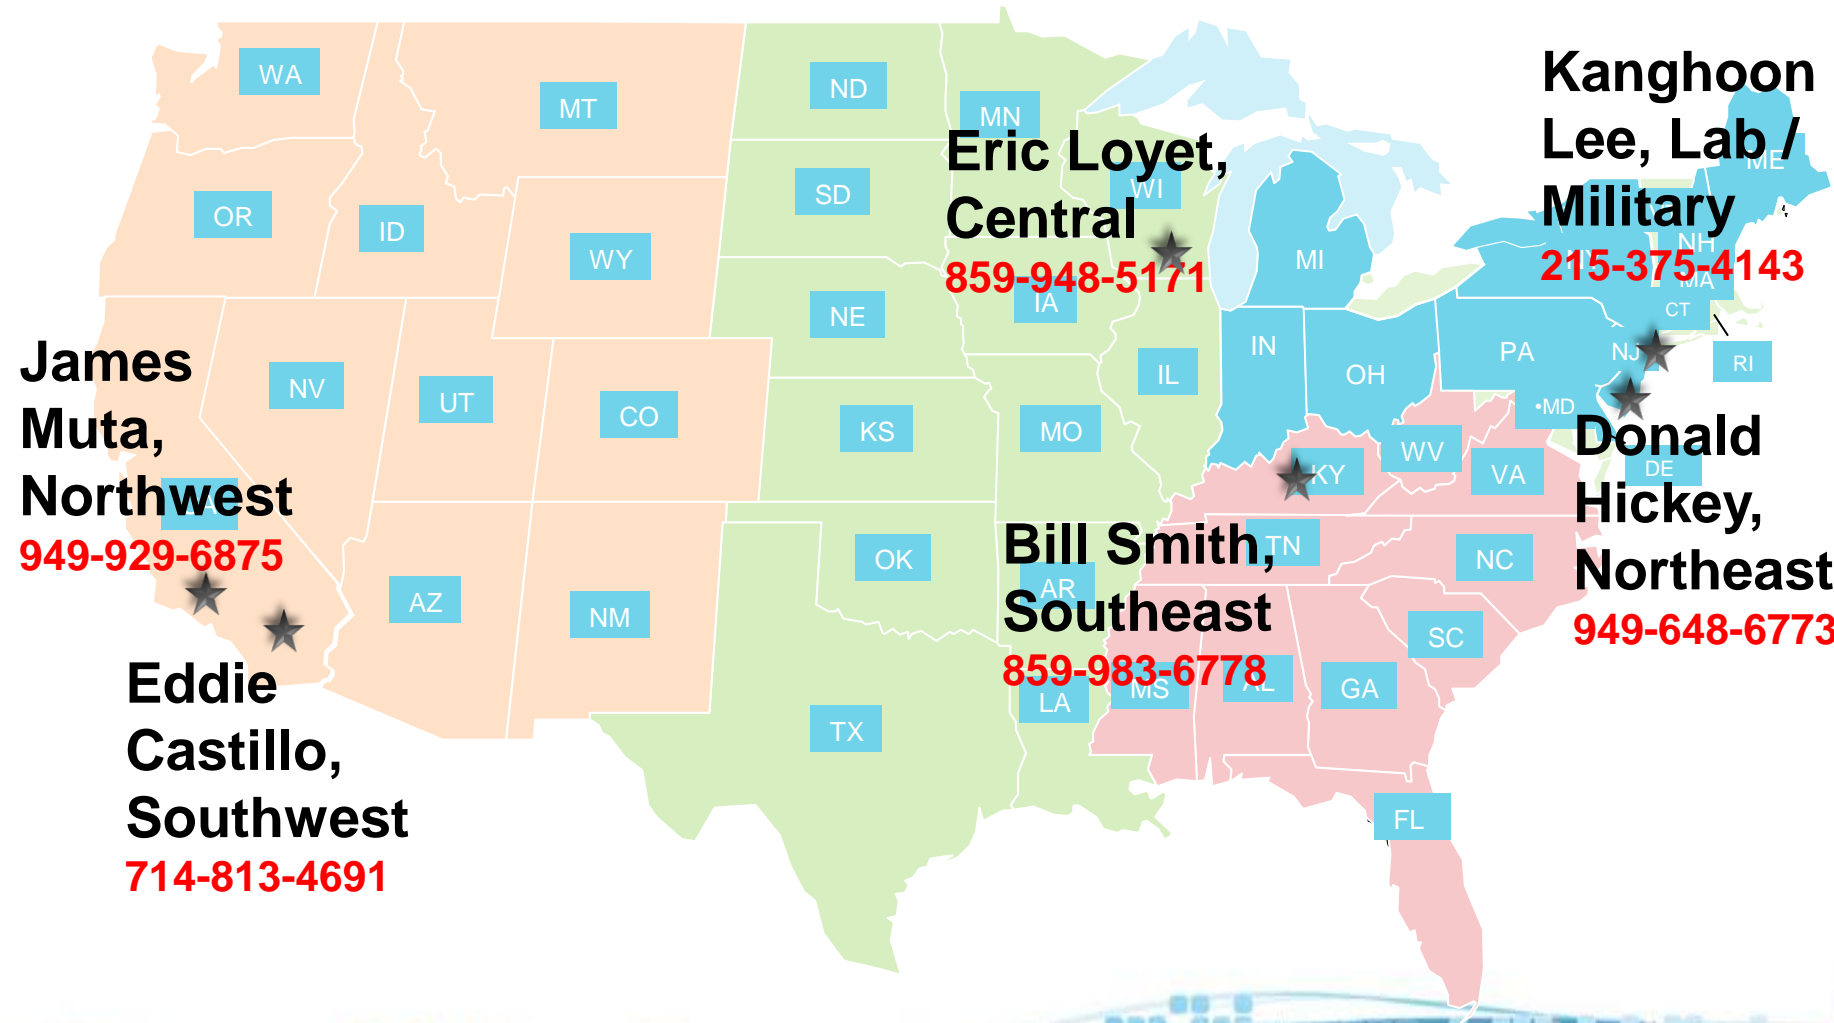 WA
MT
ND
MN
OR
ID
SD
WI
WY
NE
IA
MI
ME
NH
NY
MA
CT
RI
NV
UT
CO
KS
MO
IL
IN
OH
PA
NJ
•MD
DE
CA
AZ
NM
OK
AR
KY
WV
VA
TN
NC
SC
TX
LA
MS
AL
GA
FL
Eric Loyet,
Central
859-948-5171
Kanghoon
Lee, Lab /
Military
215-375-4143
James
Muta,
Northwest
949-929-6875
Eddie
Castillo,
Southwest
714-813-4691
Bill Smith,
Southeast
859-983-6778
Donald
Hickey,
Northeast
949-648-6773